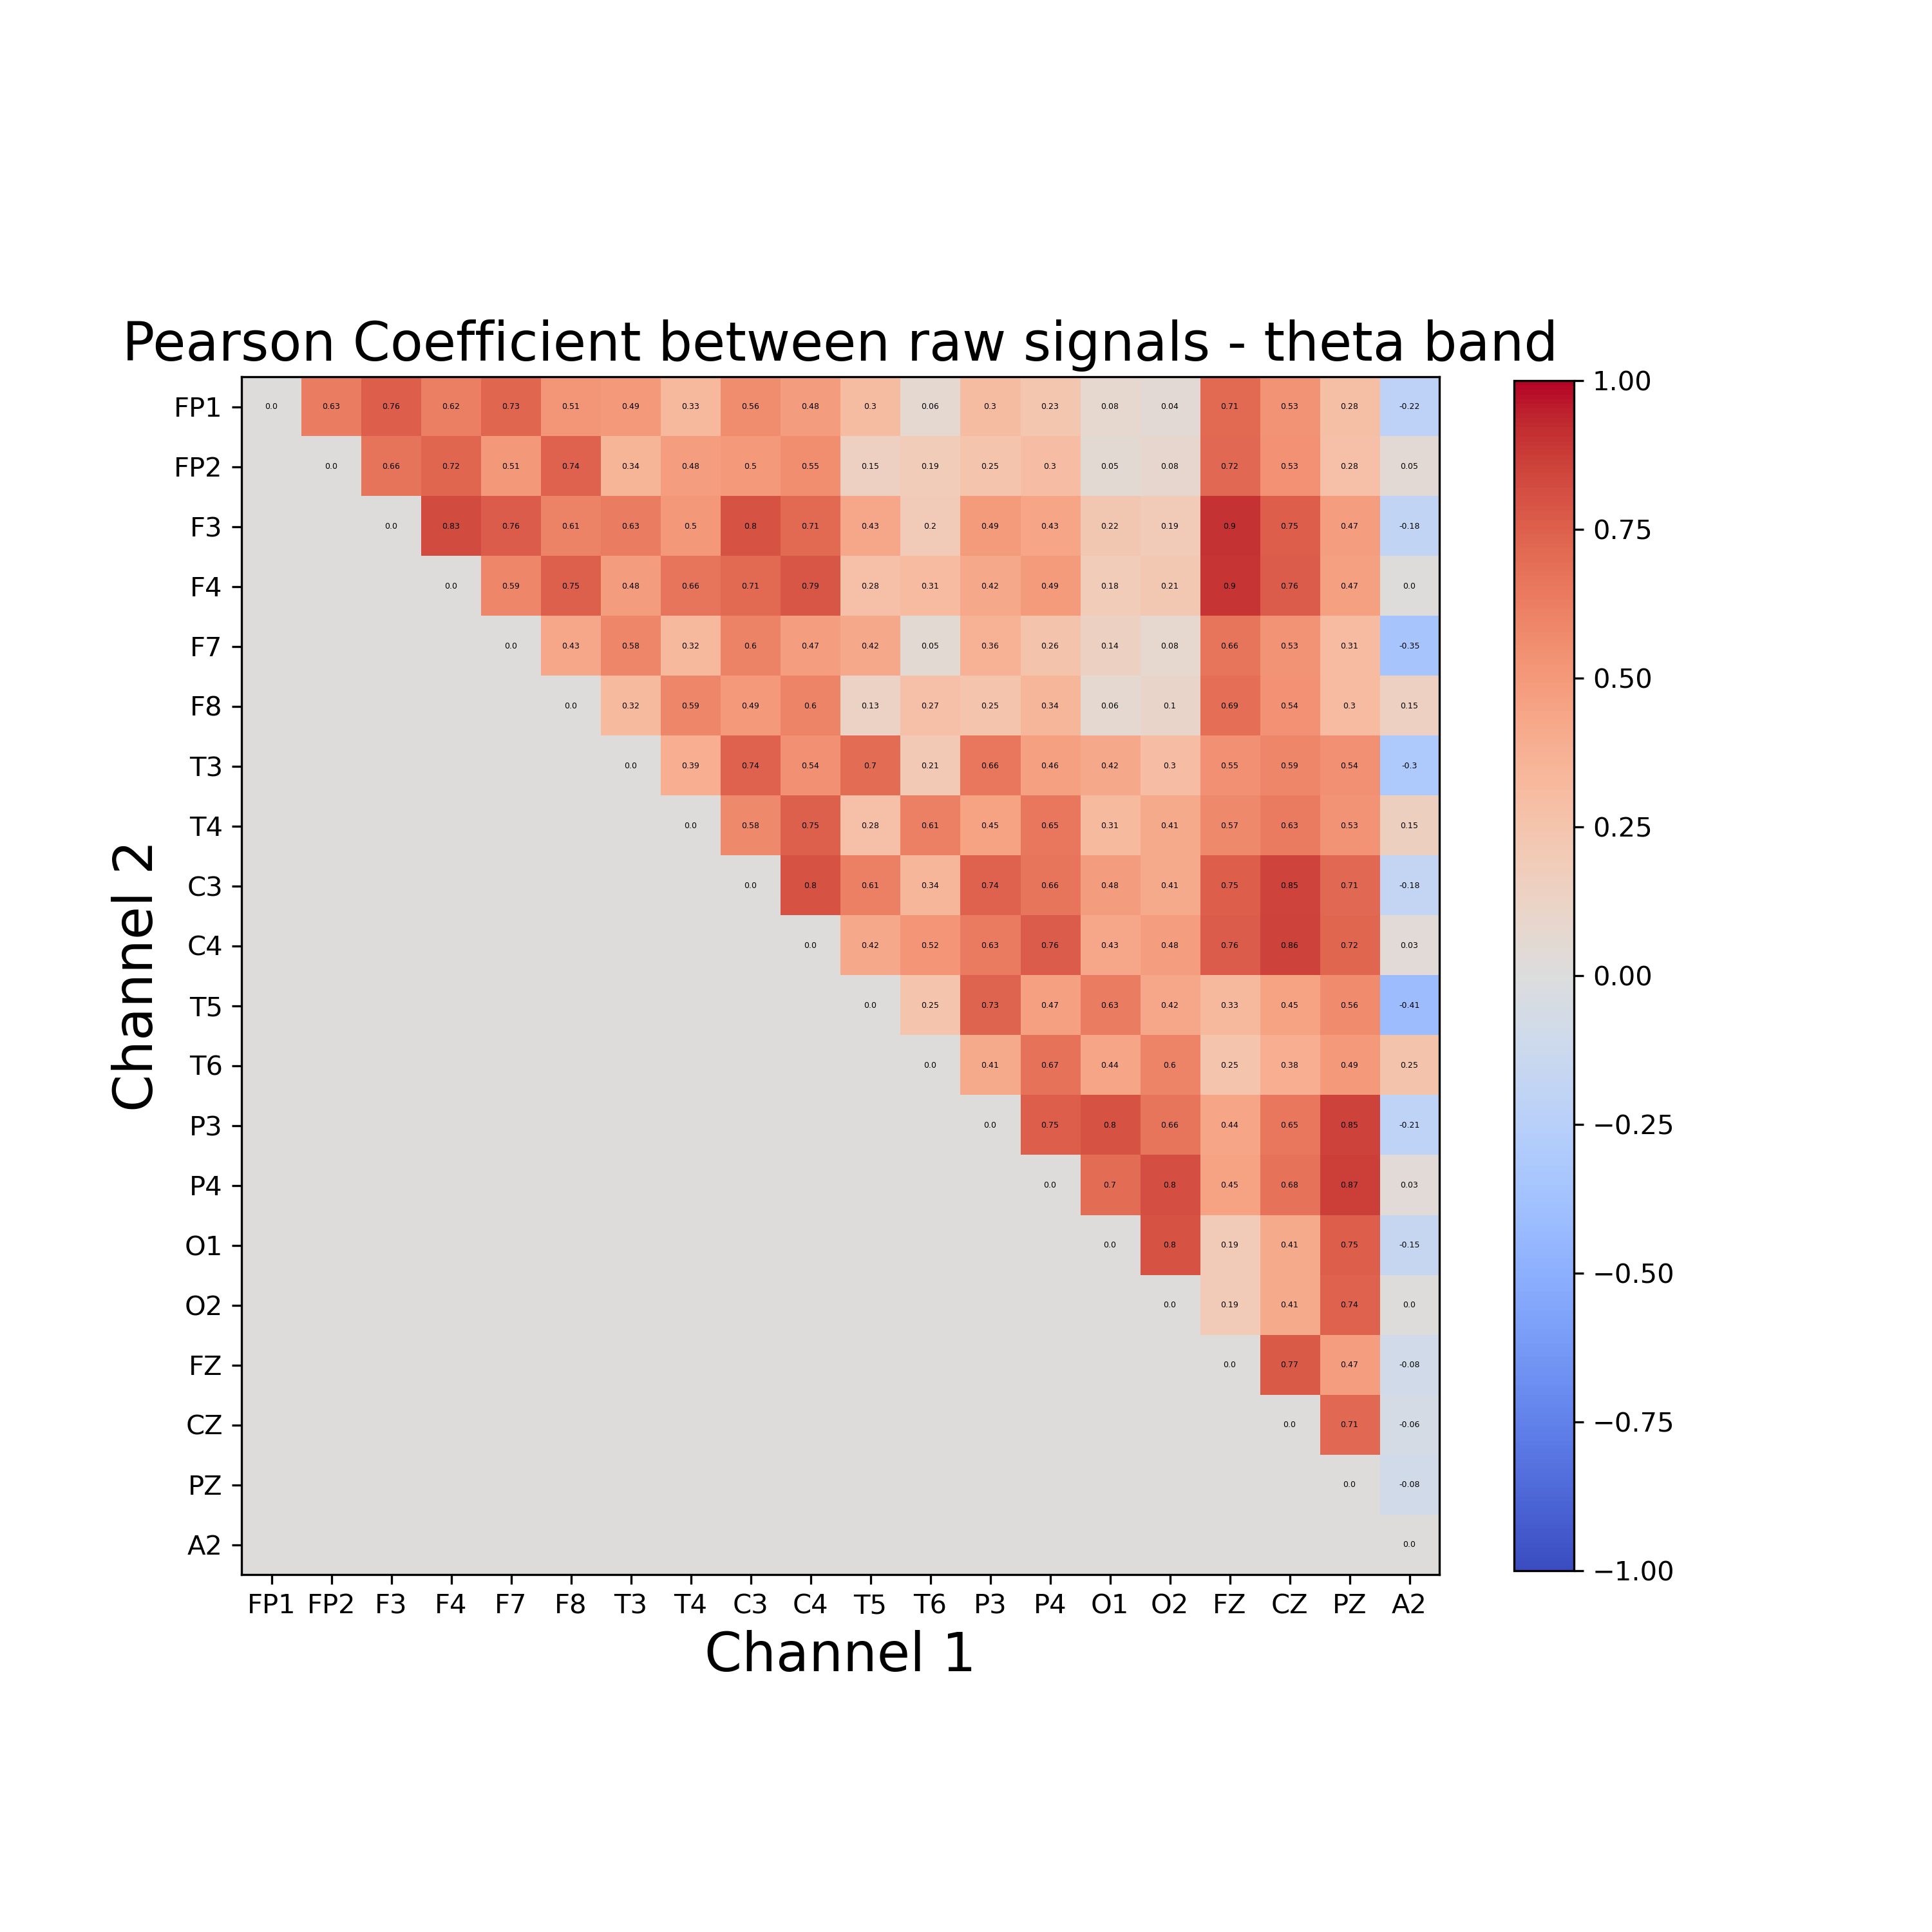 Pearson Coefficient between raw signals - theta band
FP1 0.0 0.63 0.76 0.62 0.73 0.51 0.49 0.33 0.56 0.48 0.3 0.06 0.3 0.23 0.08 0.04 0.71 0.53 0.28 -0.22
FP2 0.0 0.66 0.72 0.51 0.74 0.34 0.48 0.5 0.55 0.15 0.19 0.25 0.3 0.05 0.08 0.72 0.53 0.28 0.05
F3 0.0 0.83 0.76 0.61 0.63 0.5 0.8 0.71 0.43 0.2 0.49 0.43 0.22 0.19 0.9 0.75 0.47 -0.18
F4 0.0 0.59 0.75 0.48 0.66 0.71 0.79 0.28 0.31 0.42 0.49 0.18 0.21 0.9 0.76 0.47 0.0
F7 0.0 0.43 0.58 0.32 0.6 0.47 0.42 0.05 0.36 0.26 0.14 0.08 0.66 0.53 0.31 -0.35
F8 0.0 0.32 0.59 0.49 0.6 0.13 0.27 0.25 0.34 0.06 0.1 0.69 0.54 0.3 0.15
T3 0.0 0.39 0.74 0.54 0.7 0.21 0.66 0.46 0.42 0.3 0.55 0.59 0.54 -0.3
T4 0.0 0.58 0.75 0.28 0.61 0.45 0.65 0.31 0.41 0.57 0.63 0.53 0.15
C3 0.0 0.8 0.61 0.34 0.74 0.66 0.48 0.41 0.75 0.85 0.71 -0.18
C4 0.0 0.42 0.52 0.63 0.76 0.43 0.48 0.76 0.86 0.72 0.03
T5 0.0 0.25 0.73 0.47 0.63 0.42 0.33 0.45 0.56 -0.41
T6 0.0 0.41 0.67 0.44 0.6 0.25 0.38 0.49 0.25
P3 0.0 0.75 0.8 0.66 0.44 0.65 0.85 -0.21
P4 0.0 0.7 0.8 0.45 0.68 0.87 0.03
O1 0.0 0.8 0.19 0.41 0.75 -0.15
O2 0.0 0.19 0.41 0.74 0.0
FZ 0.0 0.77 0.47 -0.08
CZ 0.0 0.71 -0.06
PZ 0.0 -0.08
A2 0.0
FP1 FP2 F3 F4 F7 F8 T3 T4 C3 C4 T5 T6 P3 P4 O1 O2 FZ CZ PZ A2
Channel 1
Channel 2
1.00
0.75
0.50
0.25
0.00
−0.25
−0.50
−0.75
−1.00